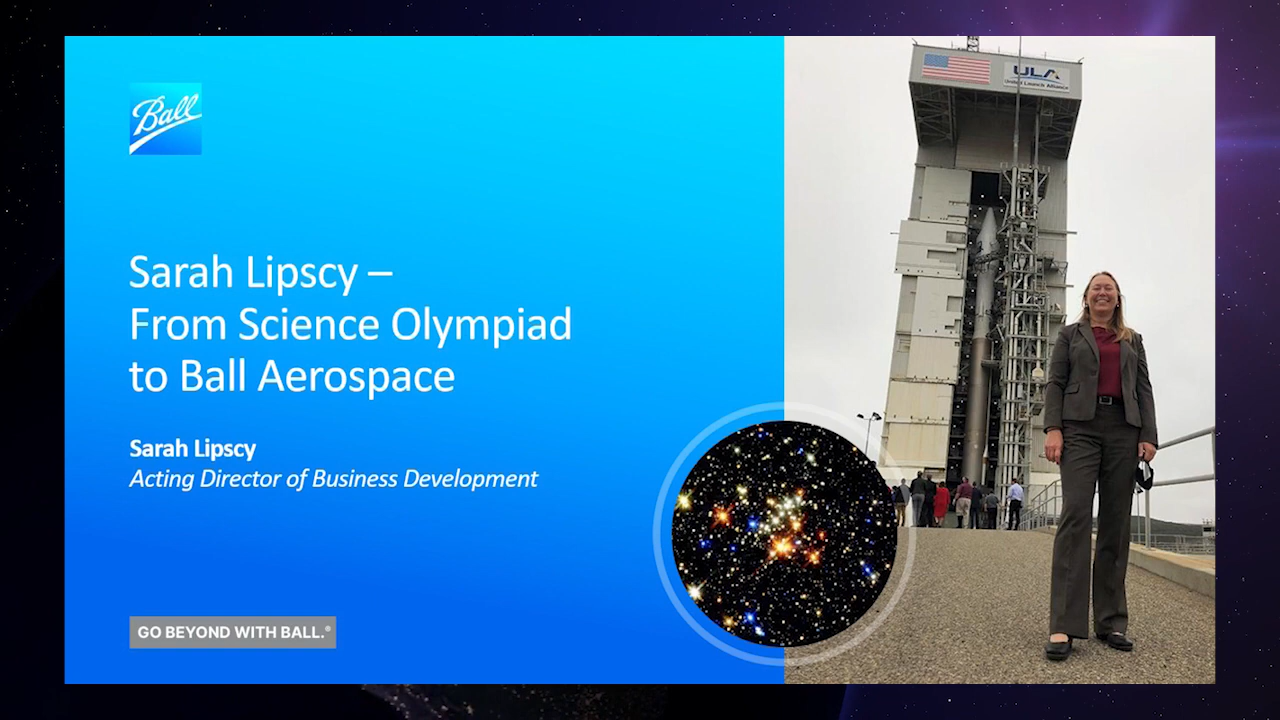 Ball
Sarah Lipscy –
From Science Olympiad
to Ball Aerospace
Sarah Lipscy
Acting Director of Business Development
GO BEYOND WITH BALL.®
ULA
United Launch Alliance